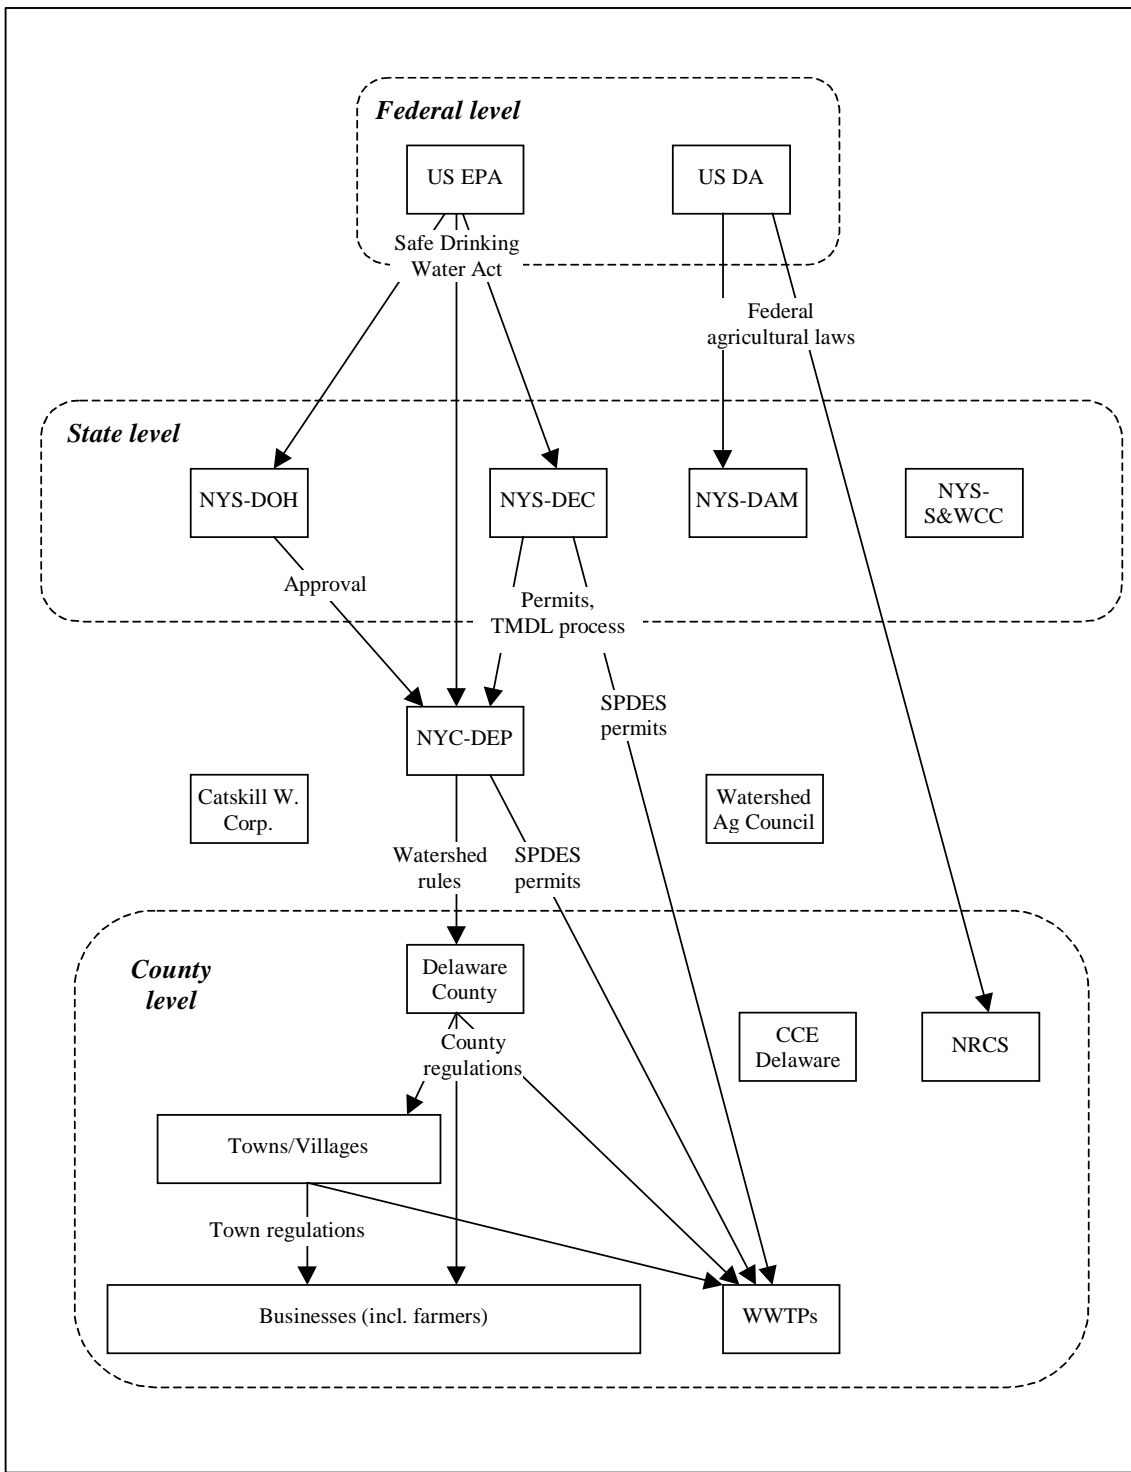 Federal level
US EPA
US DA
Safe Drinking
Water Act
Federal
agricultural laws
State level
NYS-DOH
NYS-DEC
NYS-DAM
NYS-
S&WCC
Approval
Permits,
TMDL process
SPDES
permits
NYC-DEP
Catskill W.
Corp.
Watershed
Ag Council
Watershed
rules
SPDES
permits
County
level
Delaware
County
CCE
Delaware
NRCS
County
regulations
Towns/Villages
Town regulations
Businesses (incl. farmers)
WWTPs